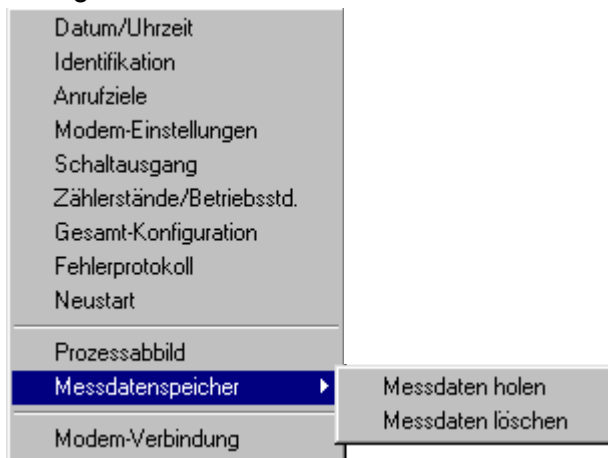 Datum/Uhrzeit
Identifikation
Anrufziele
Modem-Einstellungen
Schaltausgang
Zählerstände/Betriebsstd.
Gesamt-Konfiguration
Fehlerprotokoll
Neustart
Prozessabbild
Messdatenspeicher
Messdaten holen
Messdaten löschen
Modem-Verbindung